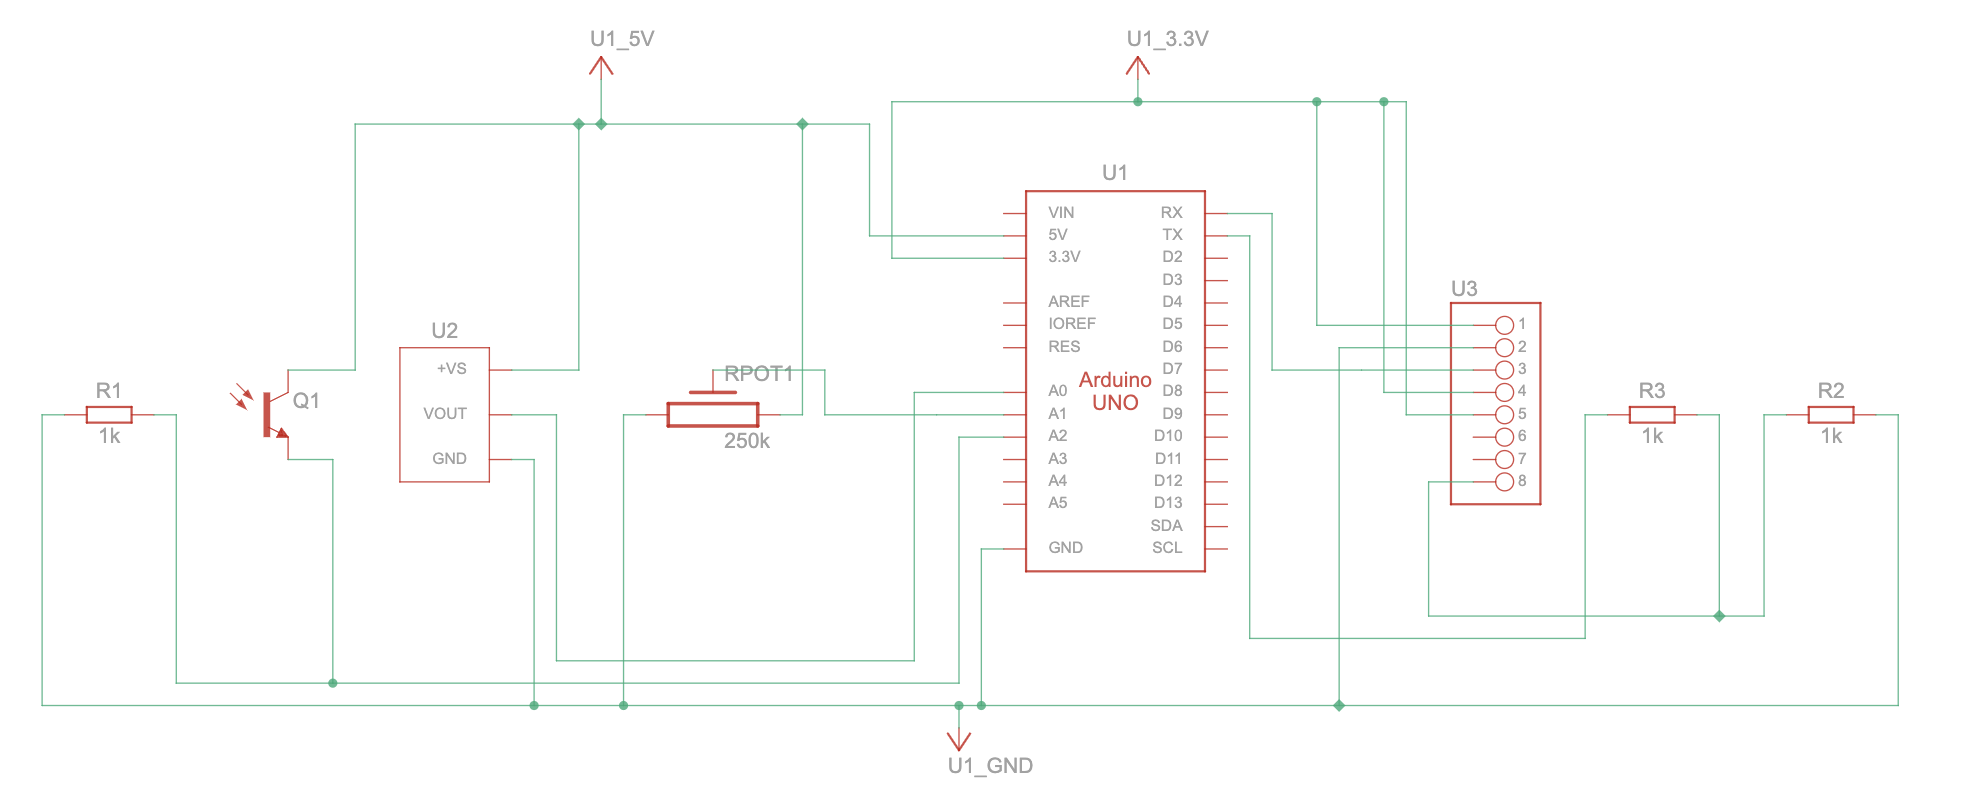 U1_5V
U1_3.3V
U1
VIN
5V
3.3V
AREF
IOREF
RES
A0
A1
A2
A3
A4
A5
GND
RX
TX
D2
D3
D4
D5
D6
D7
D8
D9
D10
D11
D12
D13
SDA
SCL
Arduino
UNO
U2
+VS
VOUT
GND
R1
1k
Q1
RPOT1
250k
U3
1
2
3
4
5
6
7
8
R3
1k
R2
1k
U1_GND